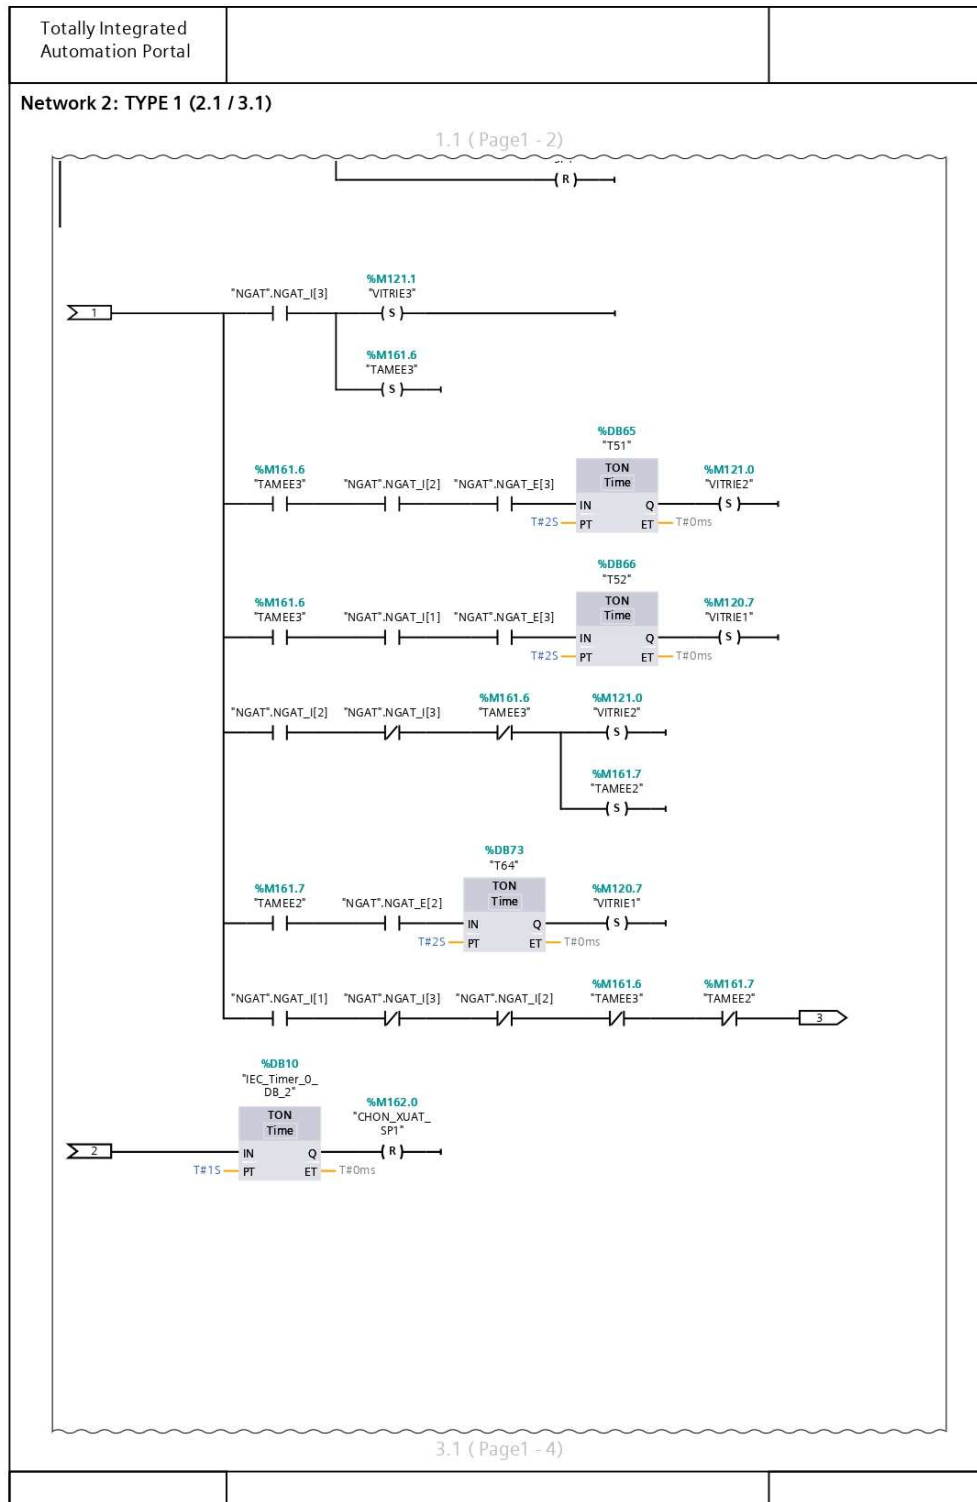 Totally Integrated
Automation Portal
Network 2: TYPE 1 (2.1 / 3.1)
1.1 ( Page1 - 2)
( R )
%M121.1
"NGAT".NGAT_I[3] "VITRIE3"
1
( S )
%M161.6
"TAMEE3"
( S )
%DB65
"T51"
TON
Time
%M161.6 %M121.0
"TAMEE3" "NGAT".NGAT_I[2] "NGAT".NGAT_E[3] "VITRIE2"
IN Q ( S )
T#2S PT ET T#0ms
%DB66
"T52"
TON
Time
%M161.6 %M120.7
"TAMEE3" "NGAT".NGAT_I[1] "NGAT".NGAT_E[3] "VITRIE1"
IN Q ( S )
T#2S PT ET T#0ms
%M161.6 %M121.0
"NGAT".NGAT_I[2] "NGAT".NGAT_I[3] "TAMEE3" "VITRIE2"
( S )
%M161.7
"TAMEE2"
( S )
%DB73
"T64"
TON
Time
%M161.7 %M120.7
"TAMEE2" "NGAT".NGAT_E[2] "VITRIE1"
IN Q ( S )
T#2S PT ET T#0ms
%M161.6 %M161.7
"NGAT".NGAT_I[1] "NGAT".NGAT_I[3] "NGAT".NGAT_I[2] "TAMEE3" "TAMEE2"
3
%DB10
"IEC_Timer_0_
DB_2"
TON
Time
%M162.0
"CHON_XUAT_
SP1"
2 IN Q ( R )
T#1S PT ET T#0ms
3.1 ( Page1 - 4)